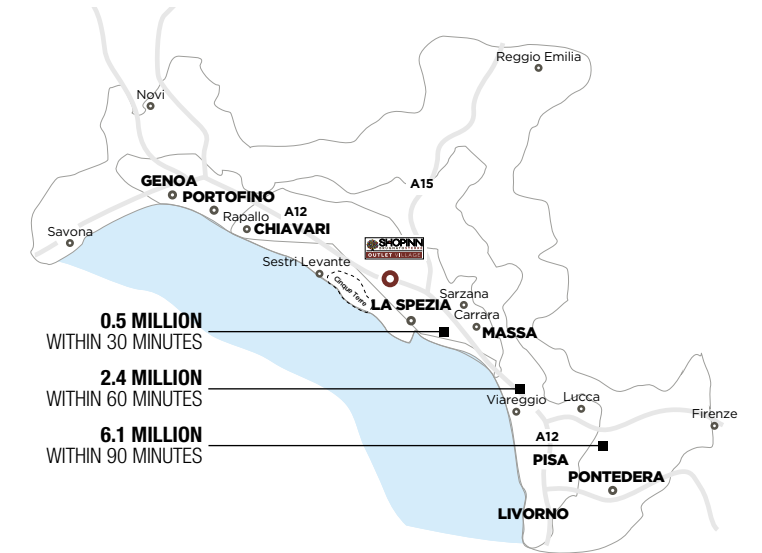 Reggio Emilia
Novi
GENOA
A15
PORTOFINO
Rapallo
A12
CHIAVARI
Savona
SHOPINN
OUTLET VILLAGE
Sestri Levante
Cinque Terre
LA SPEZIA
Sarzana
Carrara
MASSA
0.5 MILLION
WITHIN 30 MINUTES
2.4 MILLION
WITHIN 60 MINUTES
Viareggio
Lucca
Firenze
6.1 MILLION
WITHIN 90 MINUTES
A12
PISA
PONTEDERA
LIVORNO